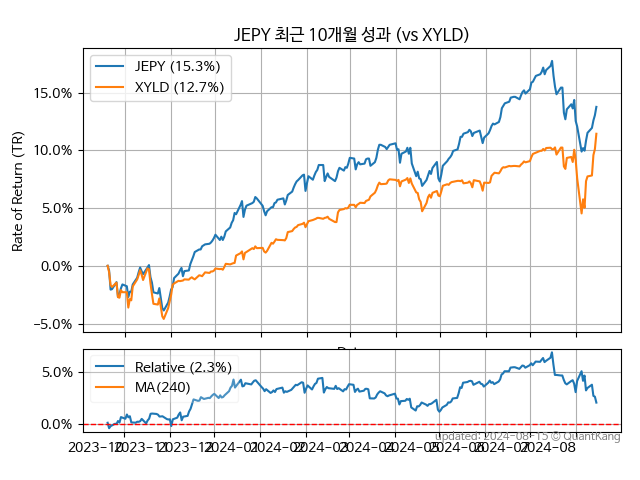 JEPY 최근 10개월 성과 (vs XYLD)
Rate of Return (TR)
15.0%
10.0%
5.0%
0.0%
−5.0%
JEPY (15.3%)
XYLD (12.7%)
5.0%
0.0%
Relative (2.3%)
MA(240)
2023−10
2023−11
2023−12
2024−01
2024−02
2024−03
2024−04
2024−05
2024−06
2024−07
2024−08
updated: 2024−08−15 © QuantKang